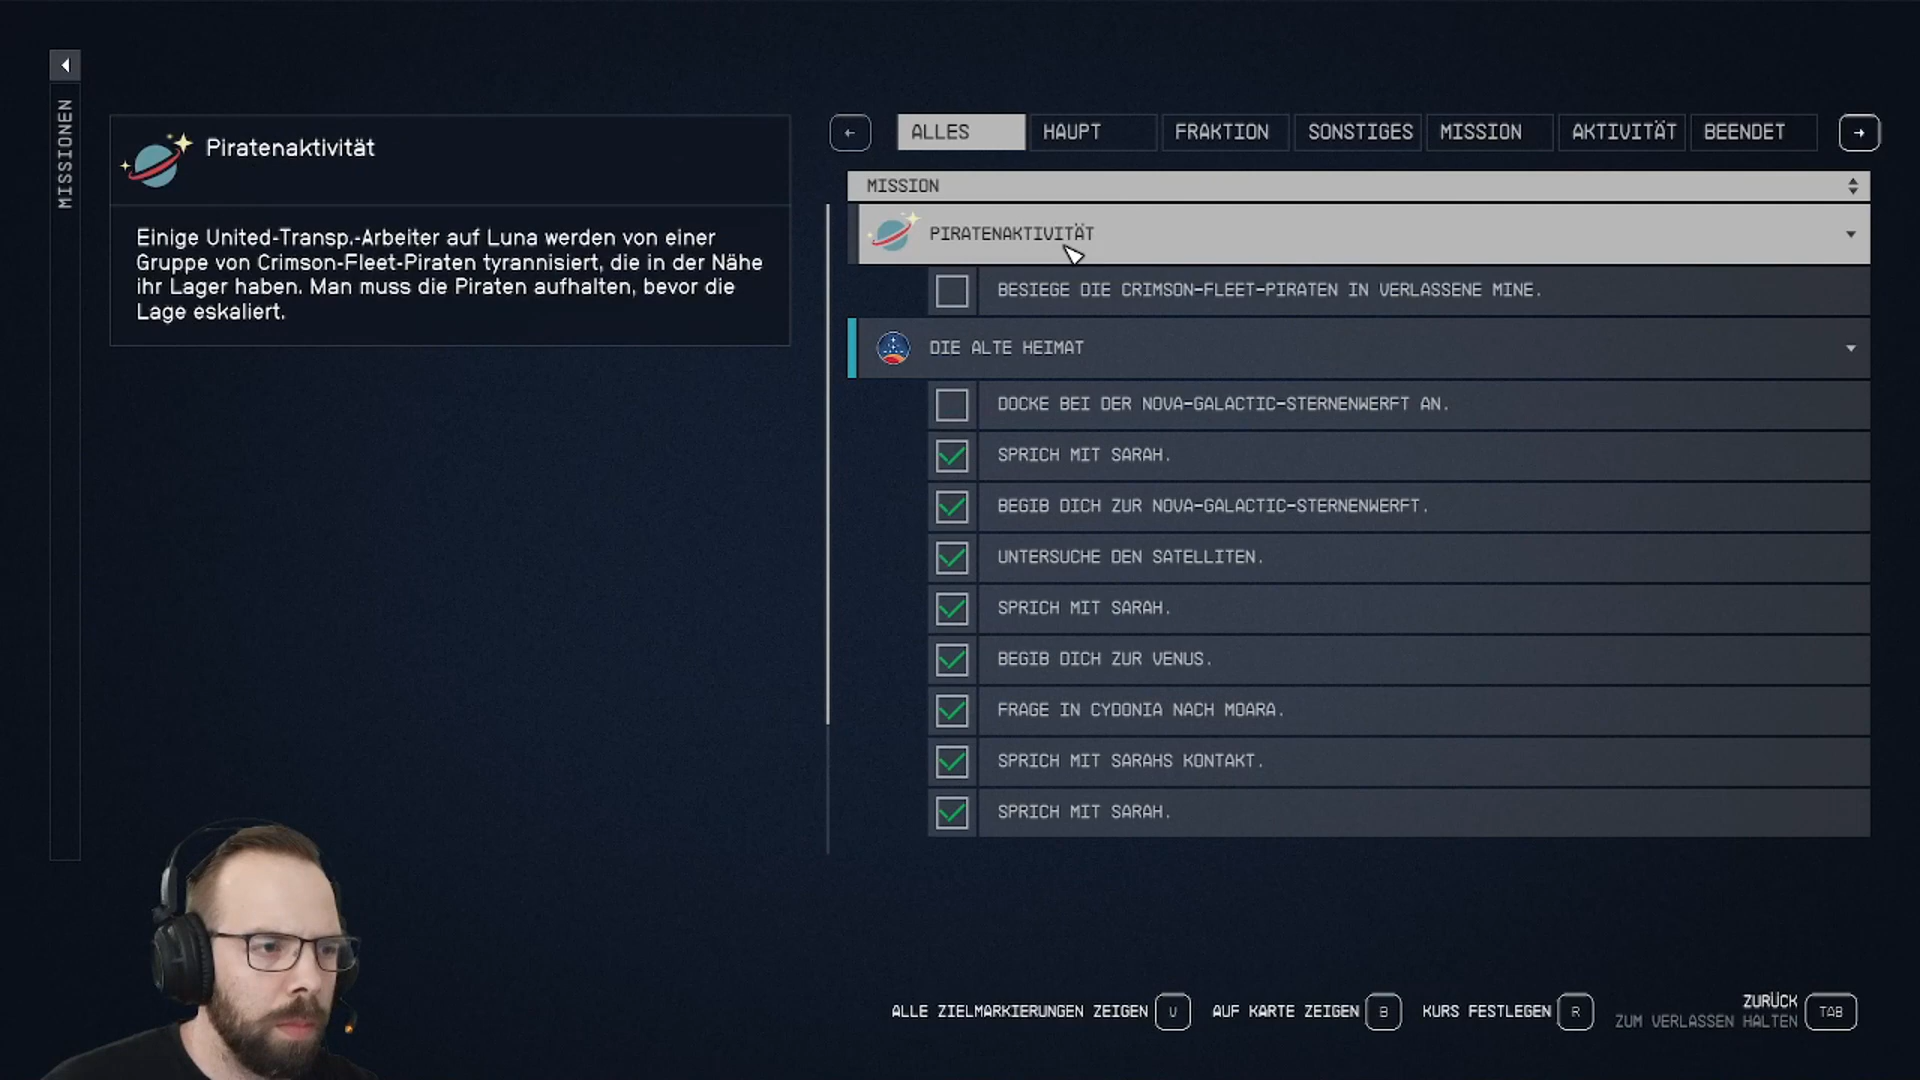 MISSIONEN
Piratenaktivität
Einige United-Transp.-Arbeiter auf Luna werden von einer
Gruppe von Crimson-Fleet-Piraten tyrannisiert, die in der Nähe
ihr Lager haben. Man muss die Piraten aufhalten, bevor die
Lage eskaliert.
ALLES HAUPT FRAKTION SONSTIGES MISSION AKTIVITÄT BEENDET
MISSION
PIRATENAKTIVITÄT
BESIEGE DIE CRIMSON-FLEET-PIRATEN IN VERLASSENE MINE.
DIE ALTE HEIMAT
DOCKE BEI DER NOVA-GALACTIC-STERNENWERFT AN.
SPRICH MIT SARAH.
BEGIB DICH ZUR NOVA-GALACTIC-STERNENWERFT.
UNTERSUCHE DEN SATELLITEN.
SPRICH MIT SARAH.
BEGIB DICH ZUR VENUS.
FRAGE IN CYDONIA NACH MOARA.
SPRICH MIT SARAHS KONTAKT.
SPRICH MIT SARAH.
ALLE ZIELMARKIERUNGEN ZEIGEN U AUF KARTE ZEIGEN B KURS FESTLEGEN R ZURÜCK TAB
ZUM VERLASSEN HALTEN